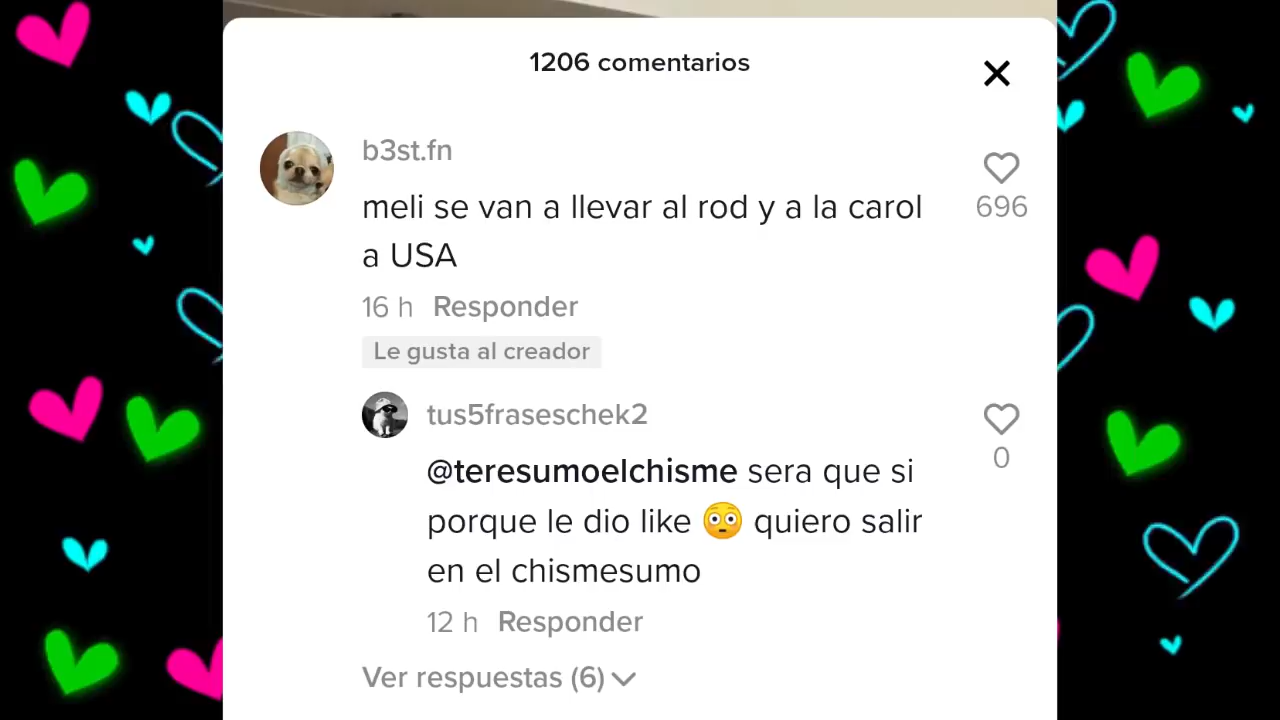 1206 comentarios
b3st.fn
meli se van a llevar al rod y a la carol
a USA
696
16 h Responder
Le gusta al creador
tus5fraseschek2
@teresumoelchisme sera que si
porque le dio like 😳 quiero salir
en el chismesumo
0
12 h Responder
Ver respuestas (6)